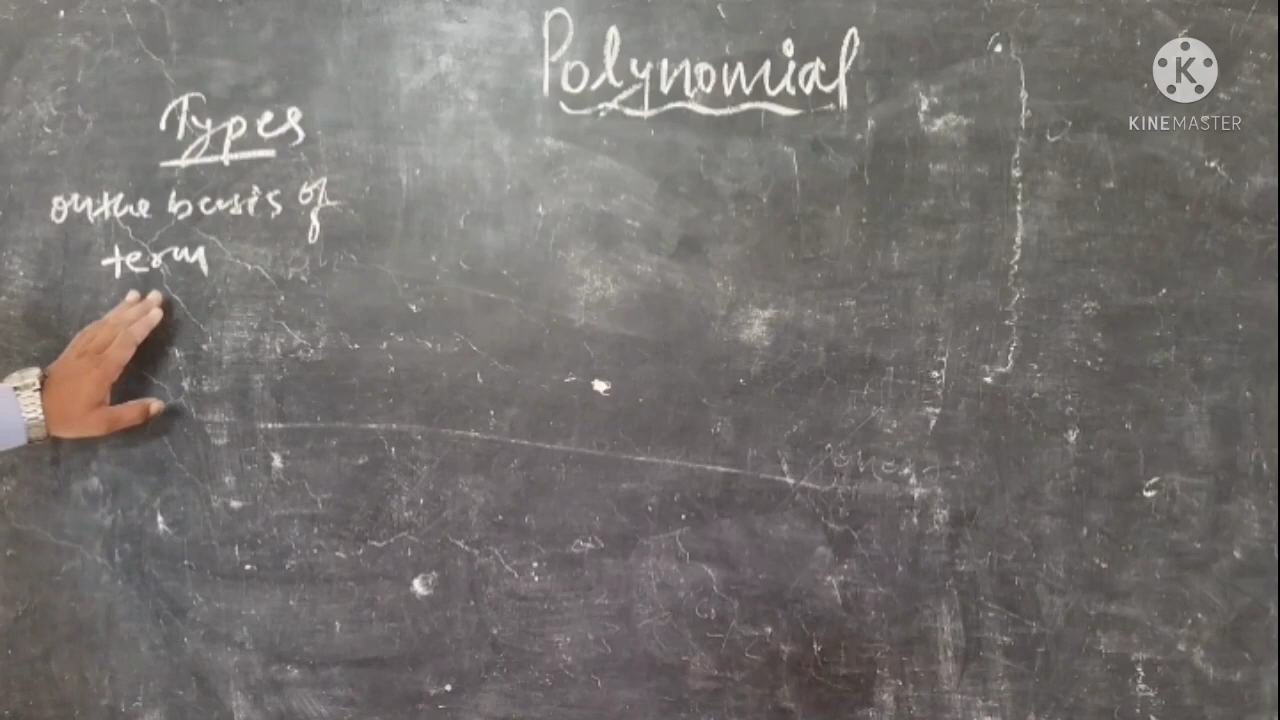 Polynomial
KINEMASTER
Types
on the basis of
term